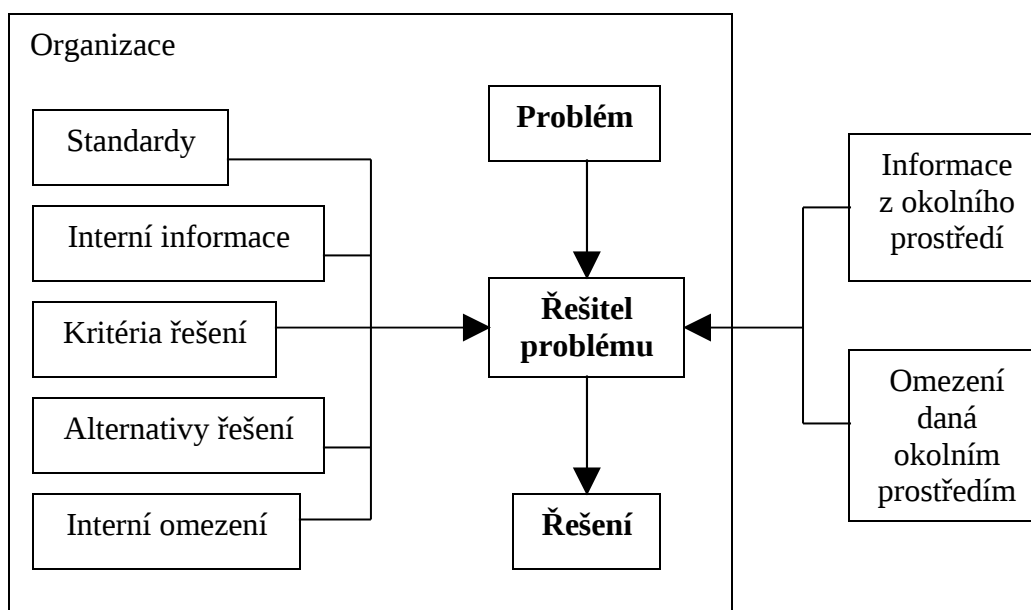 Organizace
Standardy
Interní informace
Kritéria řešení
Alternativy řešení
Interní omezení
Problém
Řešitel
problému
Řešení
Informace
z okolního
prostředí
Omezení
daná
okolním
prostředím